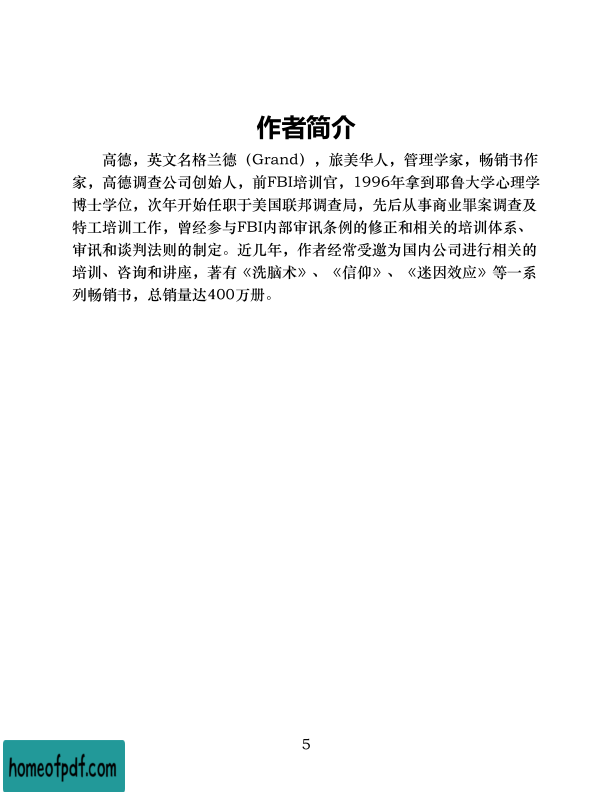 作者简介
高德，英文名格兰德（Grand），旅美华人，管理学家，畅销书作
家，高德调查公司创始人，前FBI培训官，1996年拿到耶鲁大学心理学
博士学位，次年开始任职于美国联邦调查局，先后从事商业罪案调查及
特工培训工作，曾经参与FBI内部审讯条例的修正和相关的培训体系、
审讯和谈判法则的制定。近几年，作者经常受邀为国内公司进行相关的
培训、咨询和讲座，著有《洗脑术》、《信仰》、《迷因效应》等一系
列畅销书，总销量达400万册。
5
homeofpdf.com